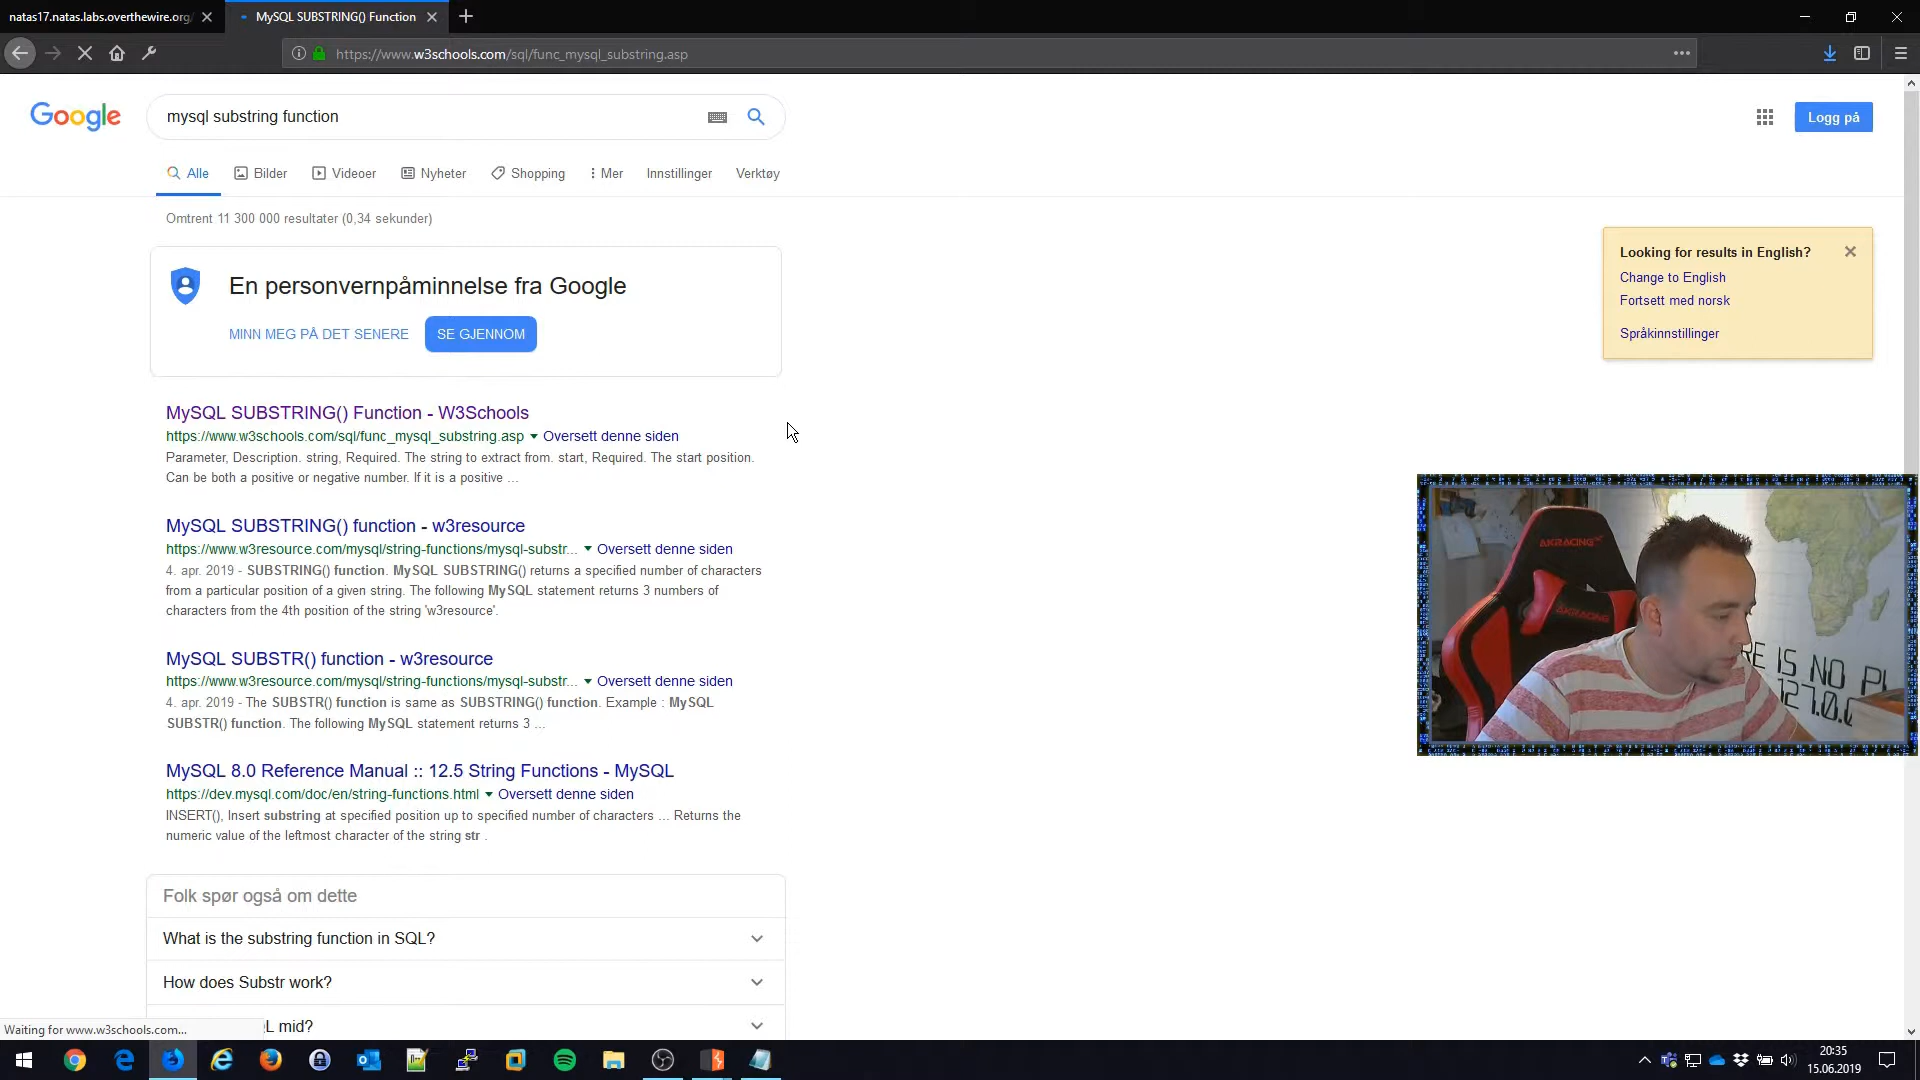 natas17.natas.labs.overthewire.org/
MySQL SUBSTRING() Function
https://www.w3schools.com/sql/func_mysql_substring.asp
Google
mysql substring function
Logg på
Alle
Bilder
Videoer
Nyheter
Shopping
Mer
Innstillinger
Verktøy
Omtrent 11 300 000 resultater (0,34 sekunder)
Looking for results in English?
Change to English
Fortsett med norsk
Språkinnstillinger
En personvernpåminnelse fra Google
MINN MEG PÅ DET SENERE
SE GJENNOM
MySQL SUBSTRING() Function - W3Schools
https://www.w3schools.com/sql/func_mysql_substring.asp Oversett denne siden
Parameter, Description. string, Required. The string to extract from. start, Required. The start position.
Can be both a positive or negative number. If it is a positive ...
MySQL SUBSTRING() function - w3resource
https://www.w3resource.com/mysql/string-functions/mysql-substr... Oversett denne siden
4. apr. 2019 - SUBSTRING() function. MySQL SUBSTRING() returns a specified number of characters
from a particular position of a given string. The following MySQL statement returns 3 numbers of
characters from the 4th position of the string 'w3resource'.
MySQL SUBSTR() function - w3resource
https://www.w3resource.com/mysql/string-functions/mysql-substr... Oversett denne siden
4. apr. 2019 - The SUBSTR() function is same as SUBSTRING() function. Example : MySQL
SUBSTR() function. The following MySQL statement returns 3 ...
MySQL 8.0 Reference Manual :: 12.5 String Functions - MySQL
https://dev.mysql.com/doc/en/string-functions.html Oversett denne siden
INSERT(), Insert substring at specified position up to specified number of characters ... Returns the
numeric value of the leftmost character of the string str .
Folk spør også om dette
What is the substring function in SQL?
How does Substr work?
L mid?
Waiting for www.w3schools.com...
AKRACING
AKRACING
RE IS NO PL
127.0.0
20:35
15.06.2019